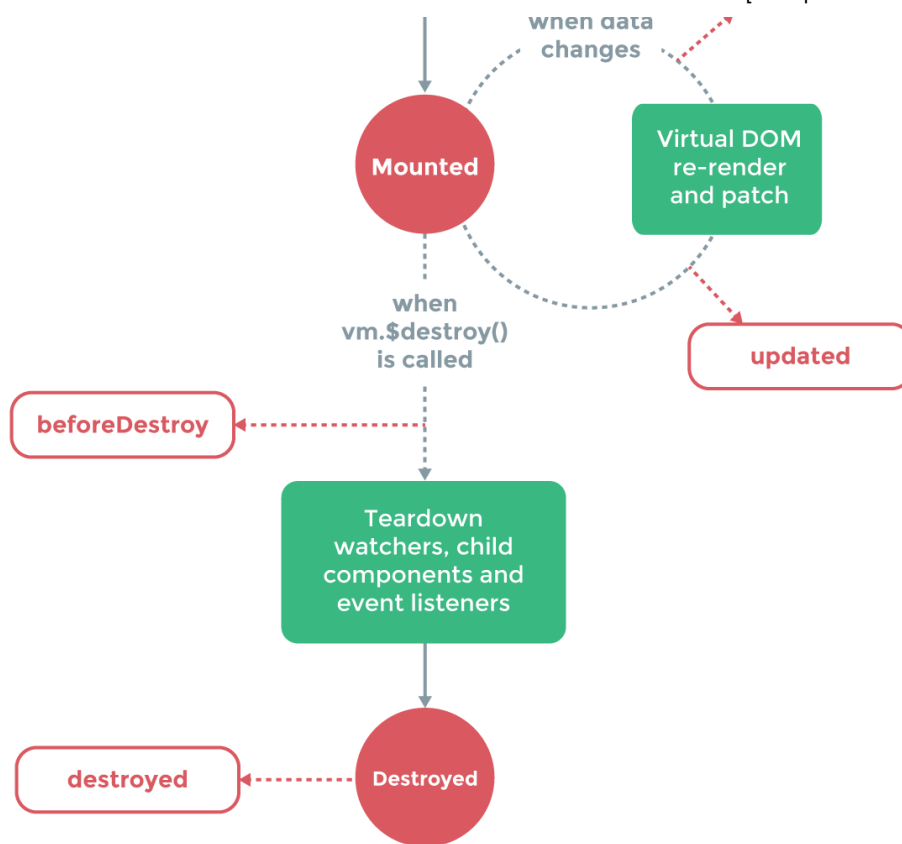 when data
changes
Mounted
Virtual DOM
re-render
and patch
when
vm.$destroy()
is called
updated
beforeDestroy
Teardown
watchers, child
components and
event listeners
destroyed
Destroyed